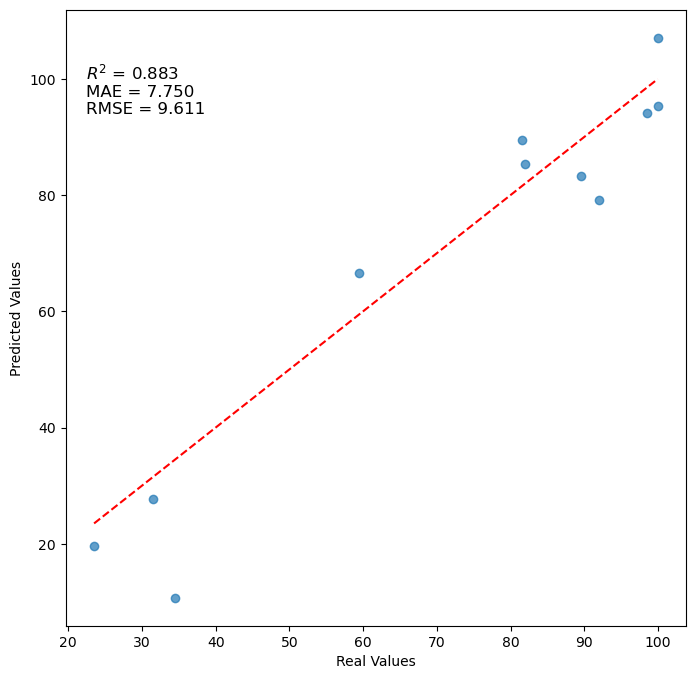 R² = 0.883
MAE = 7.750
RMSE = 9.611
100
80
60
40
20
Predicted Values
20 30 40 50 60 70 80 90 100
Real Values